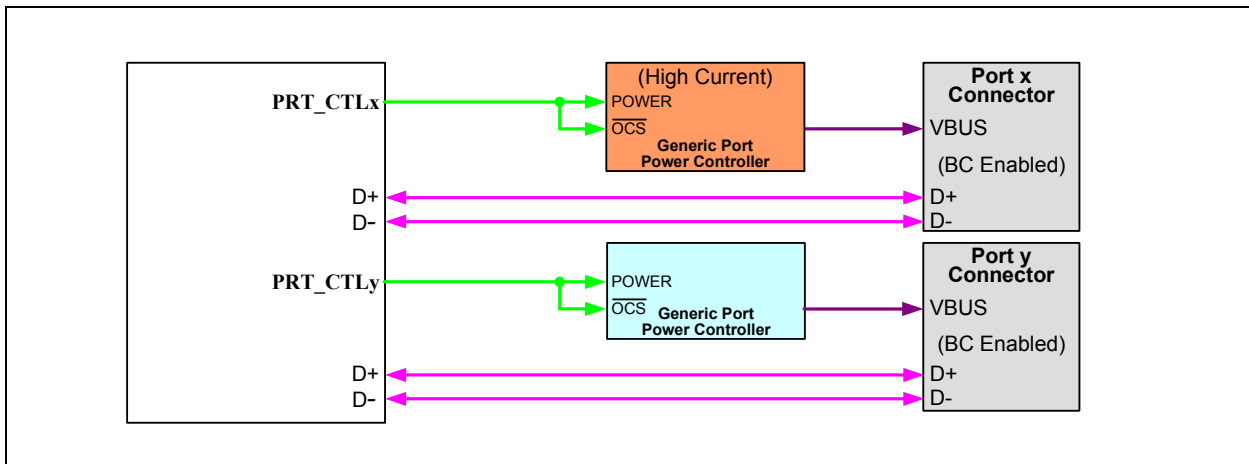 PRT_CTLx
D+
D-
PRT_CTLy
D+
D-
(High Current)
POWER
OCS
Generic Port
Power Controller
POWER
OCS
Generic Port
Power Controller
Port x
Connector
VBUS
(BC Enabled)
D+
D-
Port y
Connector
VBUS
(BC Enabled)
D+
D-